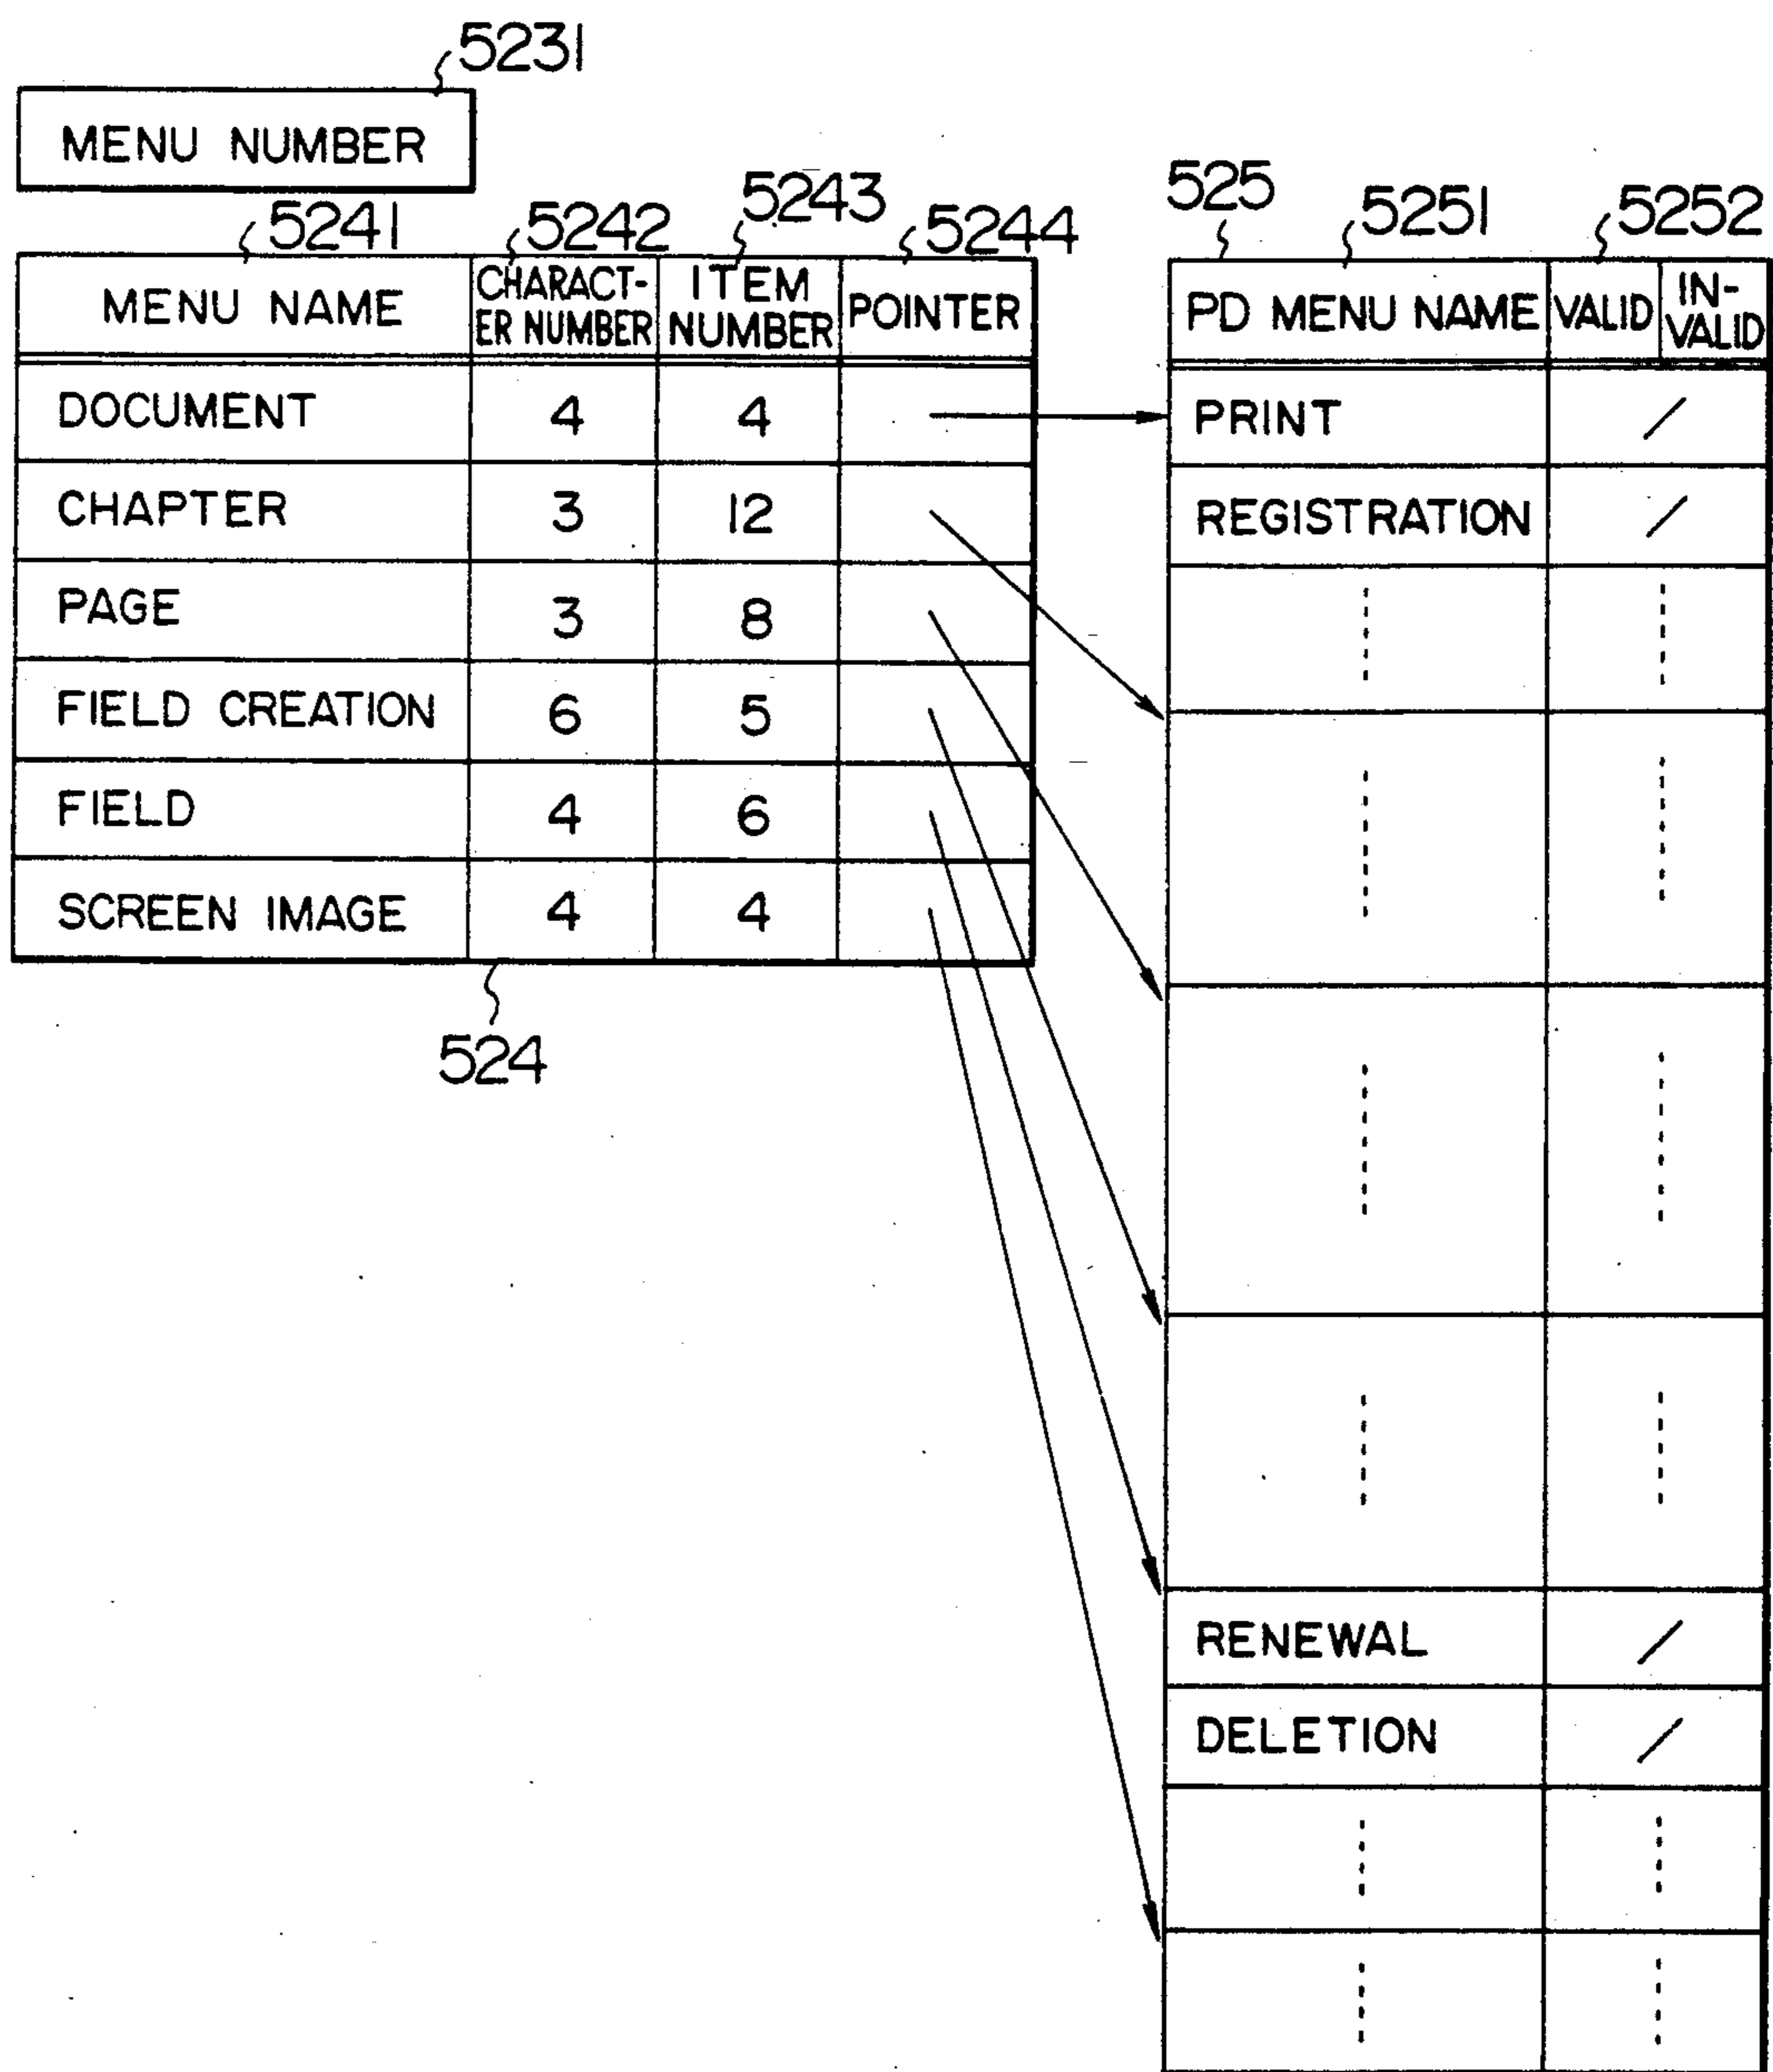 5231
MENU NUMBER
5241 5242 5243 5244
MENU NAME CHARACT-ER NUMBER ITEM NUMBER POINTER
DOCUMENT 4 4
CHAPTER 3 12
PAGE 3 8
FIELD CREATION 6 5
FIELD 4 6
SCREEN IMAGE 4 4
524
525 5251 5252
PD MENU NAME VALID IN-VALID
PRINT /
REGISTRATION /
RENEWAL /
DELETION /